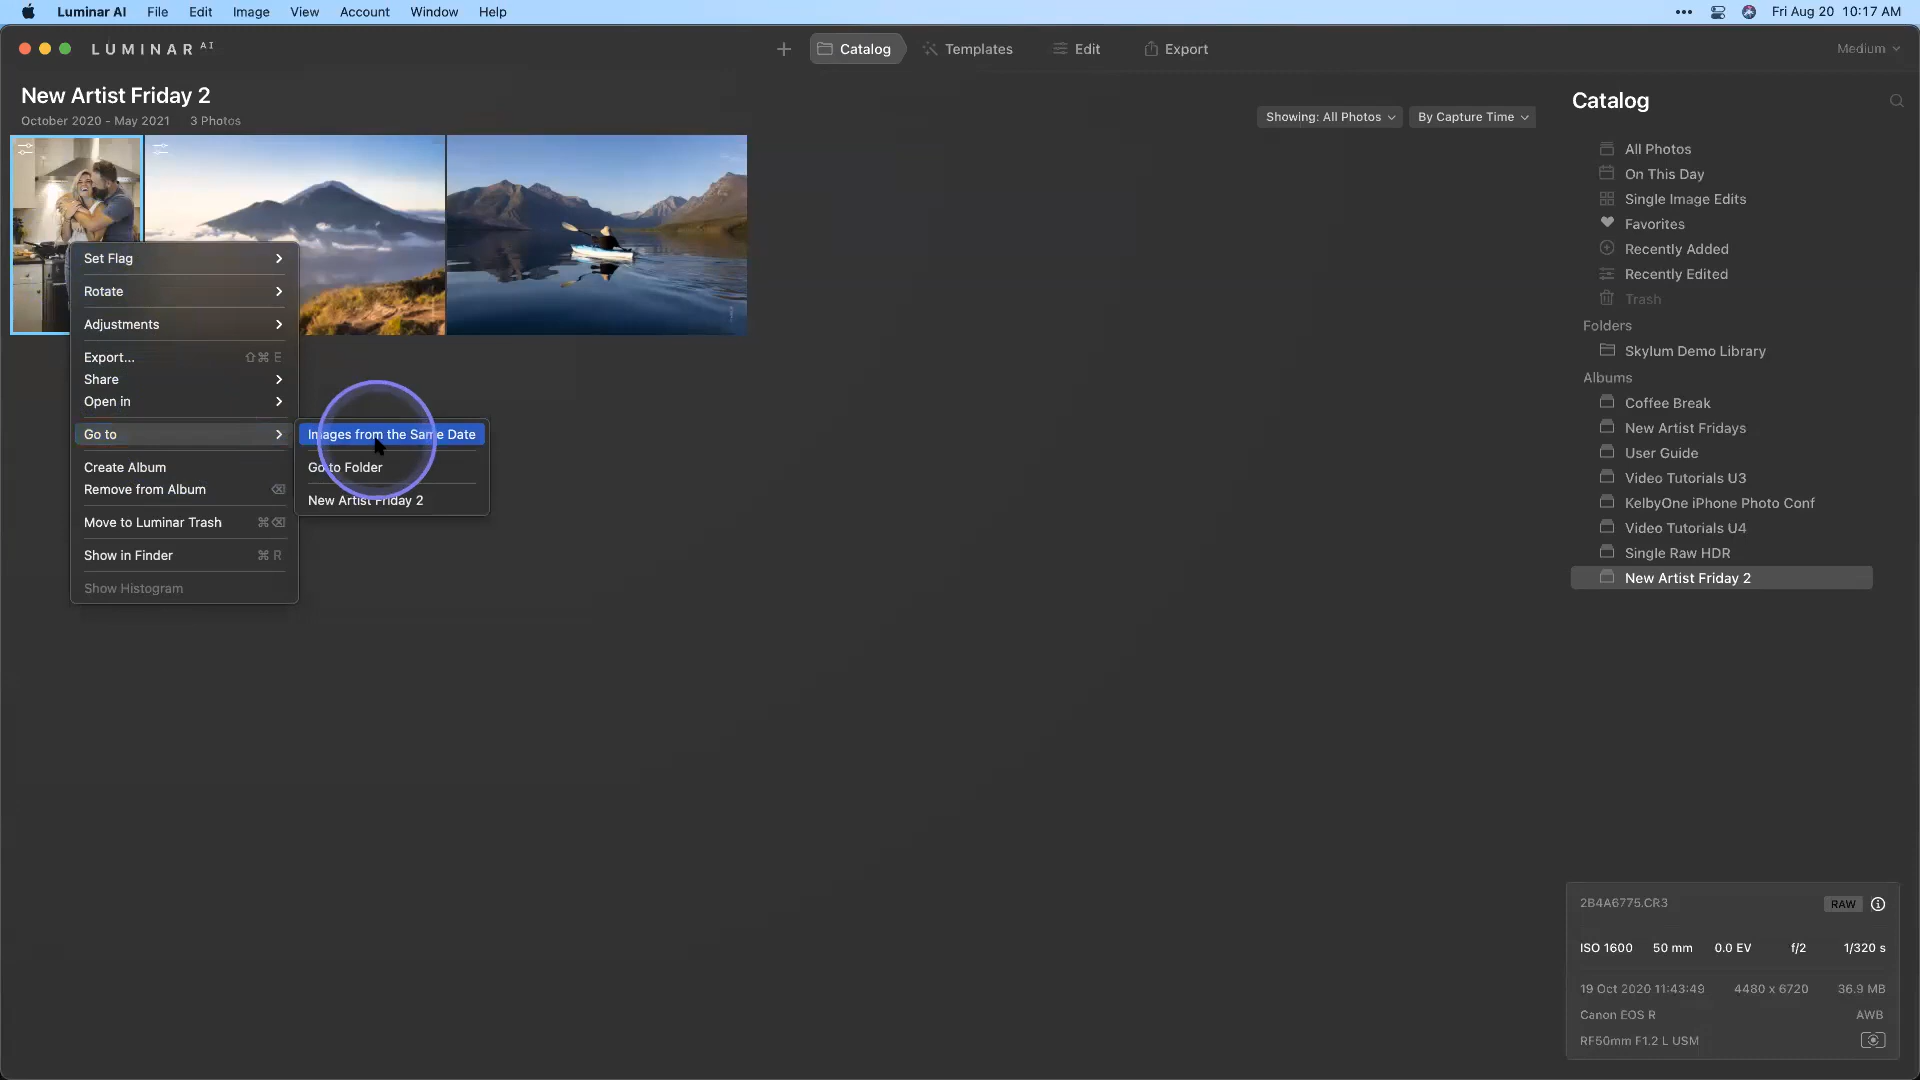 Luminar AI File Edit Image View Account Window Help ••• Fri Aug 20 10:17 AM
LUMINAR AI
Catalog Templates Edit Export Medium
New Artist Friday 2
October 2020 - May 2021 3 Photos
Showing: All Photos By Capture Time
Set Flag
Rotate
Adjustments
Export... ⇧⌘ E
Share
Open in
Go to
Create Album
Remove from Album ⌫
Move to Luminar Trash ⌘⌫
Show in Finder ⌘ R
Show Histogram
Images from the Same Date
Go to Folder
New Artist Friday 2
Catalog
All Photos
On This Day
Single Image Edits
Favorites
Recently Added
Recently Edited
Trash
Folders
Skylum Demo Library
Albums
Coffee Break
New Artist Fridays
User Guide
Video Tutorials U3
KelbyOne iPhone Photo Conf
Video Tutorials U4
Single Raw HDR
New Artist Friday 2
2B4A6775.CR3 RAW
ISO 1600 50 mm 0.0 EV f/2 1/320 s
19 Oct 2020 11:43:49 4480 x 6720 36.9 MB
Canon EOS R AWB
RF50mm F1.2 L USM